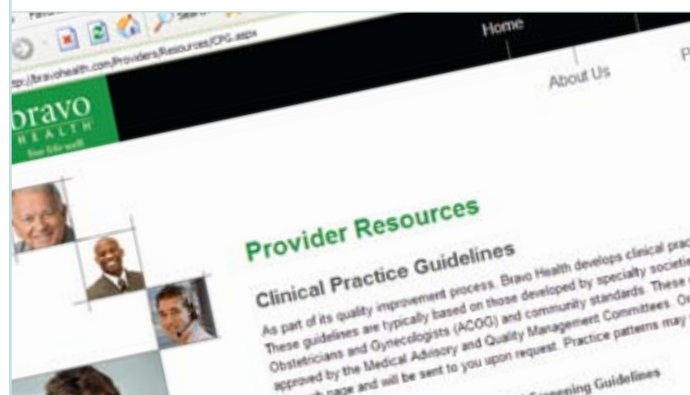 Home
About Us
://bravohealth.com/Providers/Resources/CPG.aspx
bravo
HEALTH
live life well
Provider Resources
Clinical Practice Guidelines
As part of its quality improvement process, Bravo Health develops clinical
These guidelines are typically based on those developed by specialty societies
Obstetricians and Gynecologists (ACOG) and community standards. These
approved by the Medical Advisory and Quality Management Committees.
page and will be sent to you upon request. Practice patterns may
Screening Guidelines